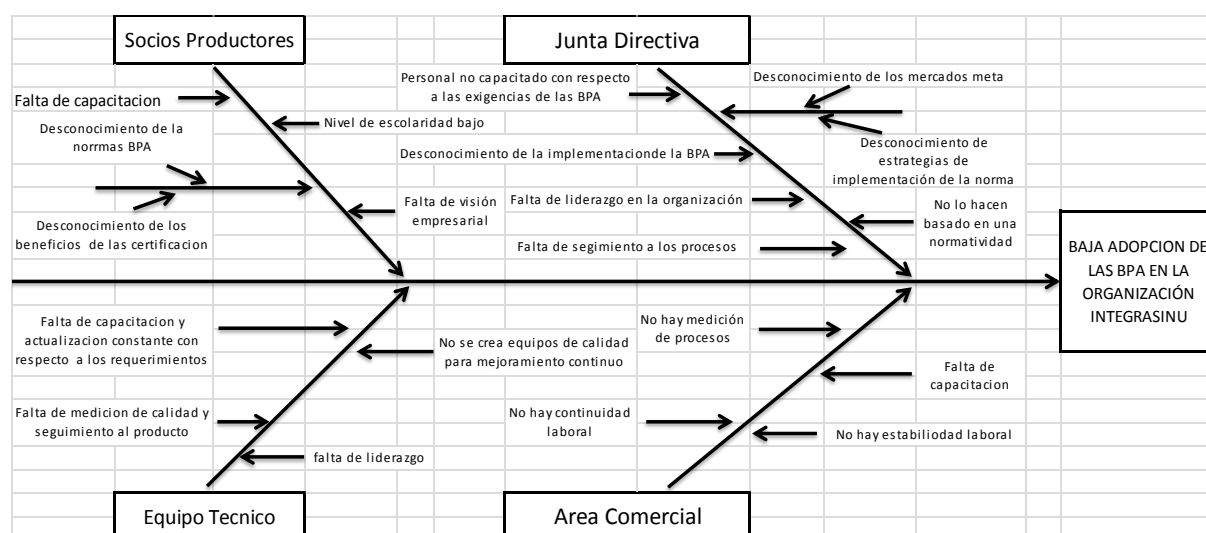 Socios Productores
Junta Directiva
Falta de capacitacion
Nivel de escolaridad bajo
Desconocimiento de la
norrmas BPA
Desconocimiento de los
beneficios de las certificacion
Falta de visión
empresarial
Personal no capacitado con respecto
a las exigencias de las BPA
Desconocimiento de los mercados meta
Desconocimiento de
estrategias de
implementación de la norma
Desconocimiento de la implementacionde la BPA
Falta de liderazgo en la organización
No lo hacen
basado en una
normatividad
Falta de segimiento a los procesos
BAJA ADOPCION DE
LAS BPA EN LA
ORGANIZACIÓN
INTEGRASINU
Falta de capacitacion y
actualizacion constante con
respecto a los requerimientos
No se crea equipos de calidad
para mejoramiento continuo
Falta de medicion de calidad y
seguimiento al producto
falta de liderazgo
No hay medición
de procesos
Falta de
capacitacion
No hay continuidad
laboral
No hay estabiliodad laboral
Equipo Tecnico
Area Comercial